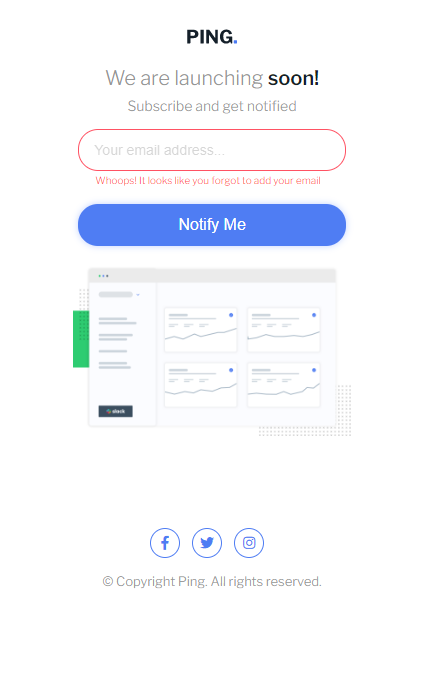 PING.
We are launching soon!
Subscribe and get notified
Your email address...
Whoops! It looks like you forgot to add your email
Notify Me
slack
© Copyright Ping. All rights reserved.